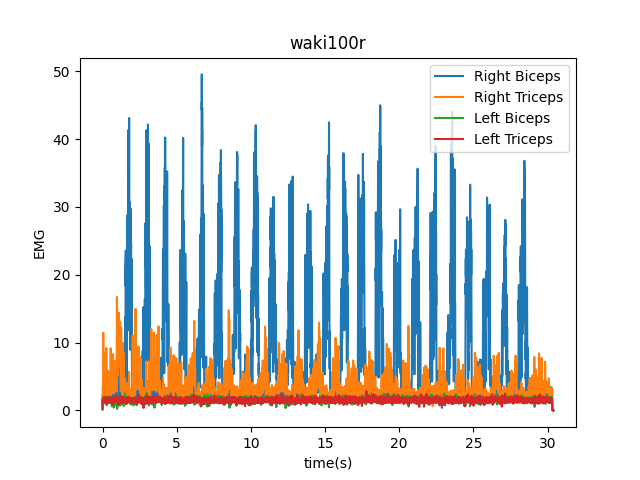 waki100r
Right Biceps
Right Triceps
Left Biceps
Left Triceps
50
40
30
20
10
0
EMG
0 5 10 15 20 25 30
time(s)